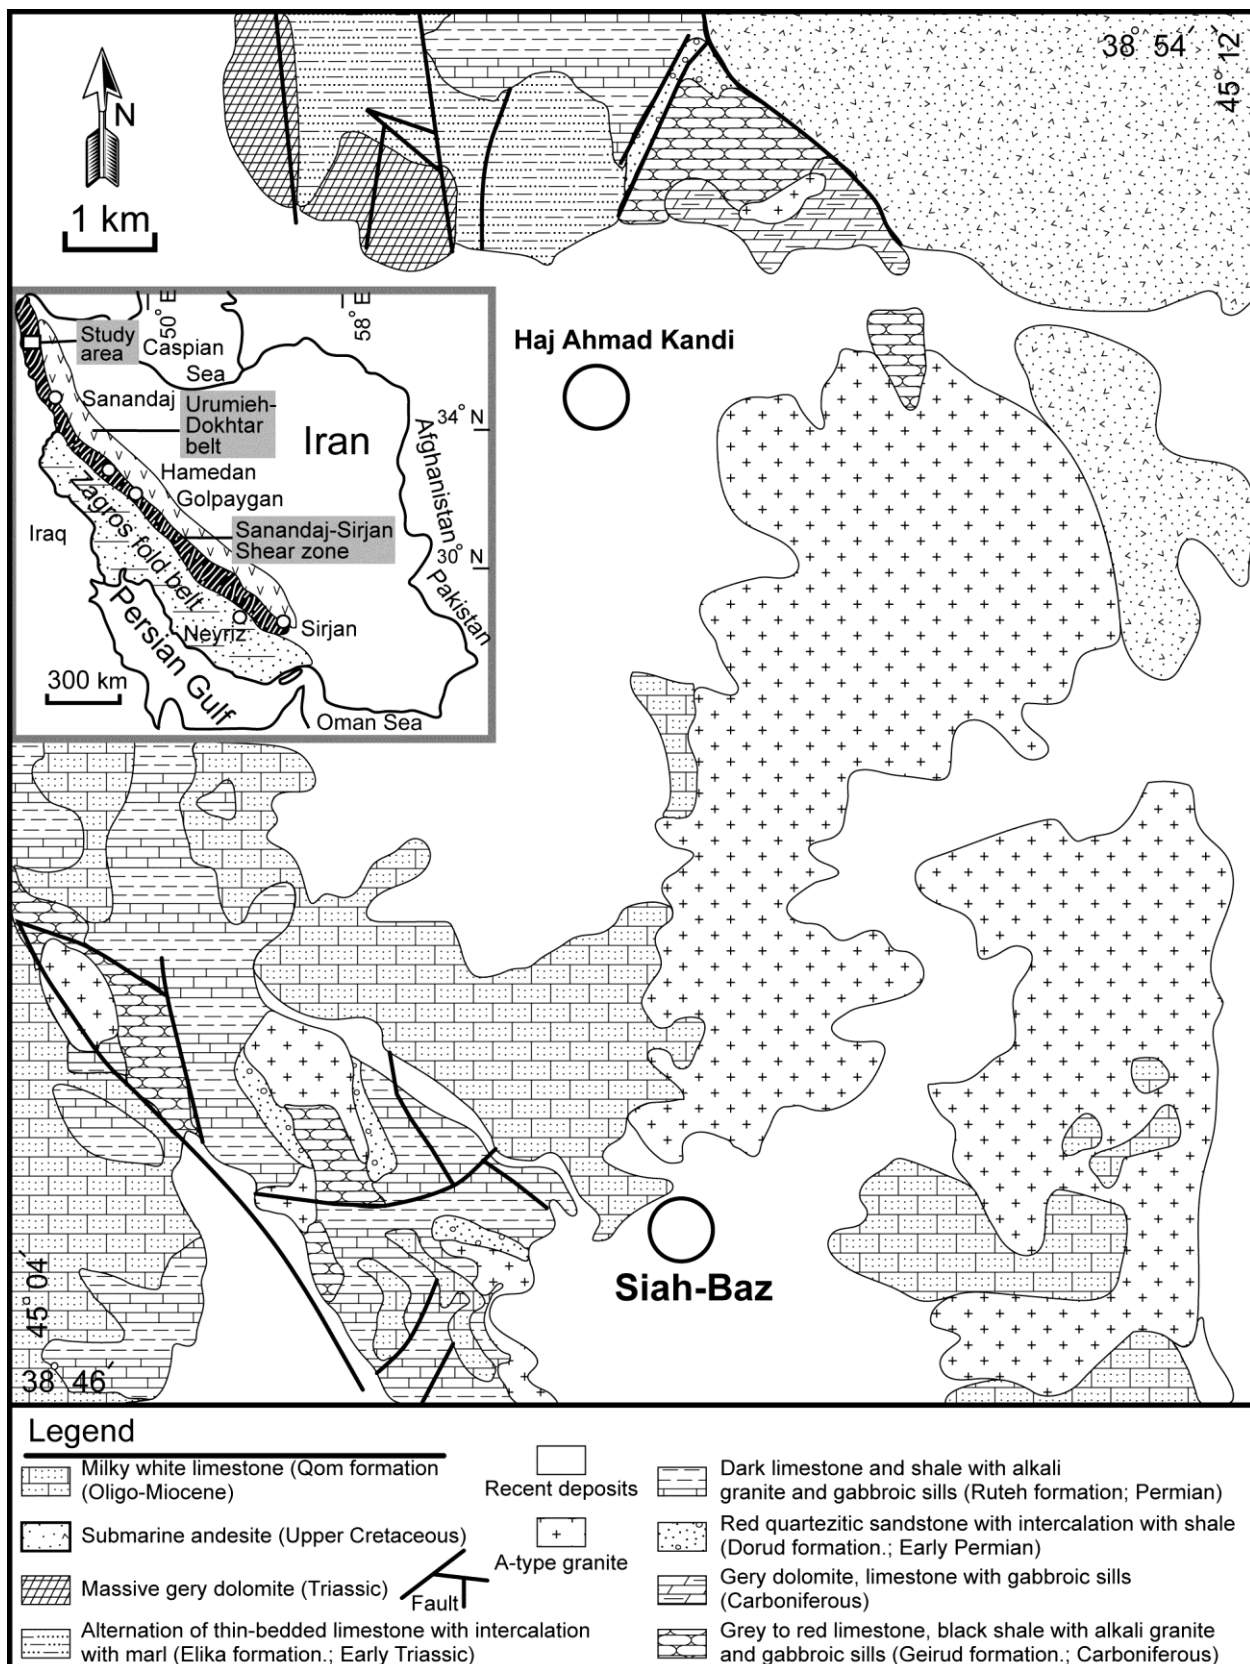 38° 54′
45° 12′
N
1 km
50° E
58° E
Study
area
Caspian
Sea
Sanandaj
Urumieh-
Dokhtar
belt
34° N
Iran
Afghanistan
Hamedan
Golpaygan
Iraq
Zagros fold belt
Sanandaj-Sirjan
Shear zone
30° N
Pakistan
Persian Gulf
Neyriz
Sirjan
300 km
Oman Sea
Haj Ahmad Kandi
Siah-Baz
45° 04′
38° 46′
Legend
Milky white limestone (Qom formation
(Oligo-Miocene)
Submarine andesite (Upper Cretaceous)
Massive gery dolomite (Triassic)
Fault
Alternation of thin-bedded limestone with intercalation
with marl (Elika formation.; Early Triassic)
Recent deposits
A-type granite
Dark limestone and shale with alkali
granite and gabbroic sills (Ruteh formation; Permian)
Red quartezitic sandstone with intercalation with shale
(Dorud formation.; Early Permian)
Gery dolomite, limestone with gabbroic sills
(Carboniferous)
Grey to red limestone, black shale with alkali granite
and gabbroic sills (Geirud formation.; Carboniferous)